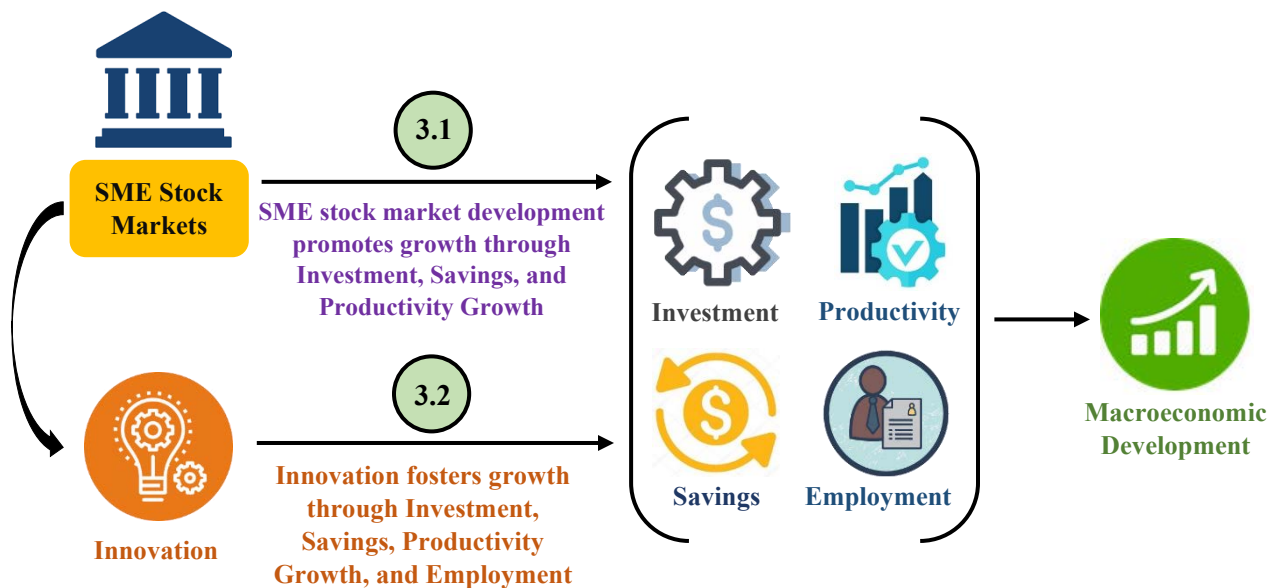 SME Stock
Markets
3.1
SME stock market development
promotes growth through
Investment, Savings, and
Productivity Growth
Innovation
3.2
Innovation fosters growth
through Investment,
Savings, Productivity
Growth, and Employment
Investment
Productivity
Savings
Employment
Macroeconomic
Development